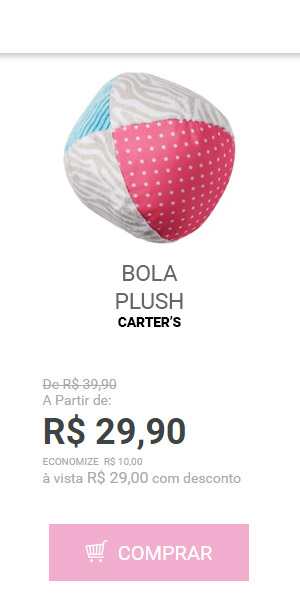 BOLA
PLUSH
CARTER'S
De R$ 39,90
A Partir de:
R$ 29,90
ECONOMIZE R$ 10,00
à vista R$ 29,00 com desconto
COMPRAR